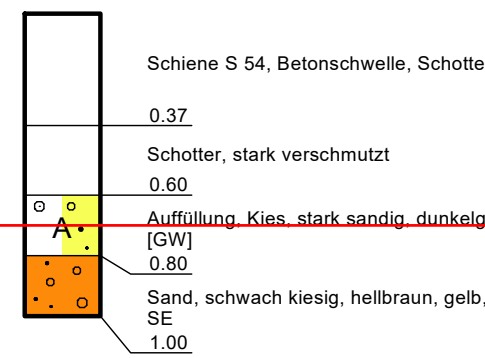 Schiene S 54, Betonschwelle, Schotte
0.37
Schotter, stark verschmutzt
0.60
A
Auffüllung, Kies, stark sandig, dunkelg
[GW]
0.80
Sand, schwach kiesig, hellbraun, gelb,
SE
1.00